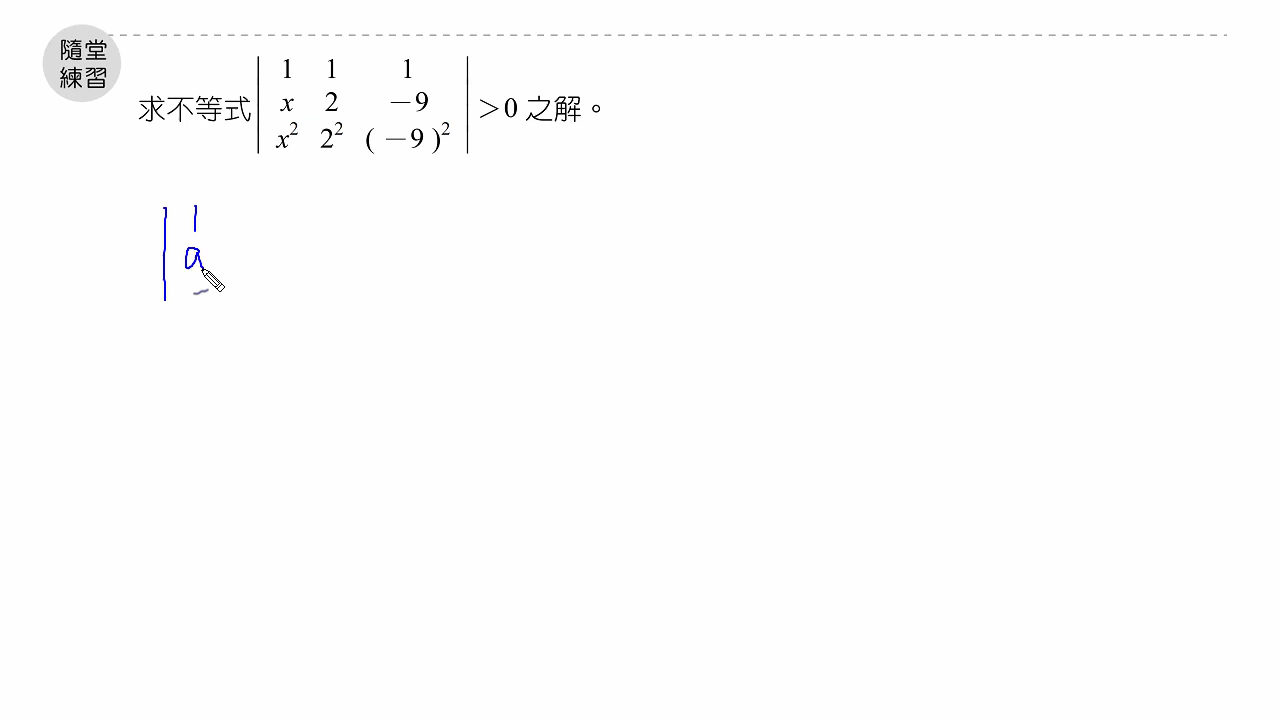 隨堂
練習
求不等式 | 1 1 1 | >0 之解。
x 2 －9
x² 2² ( －9 )²
| 1
a